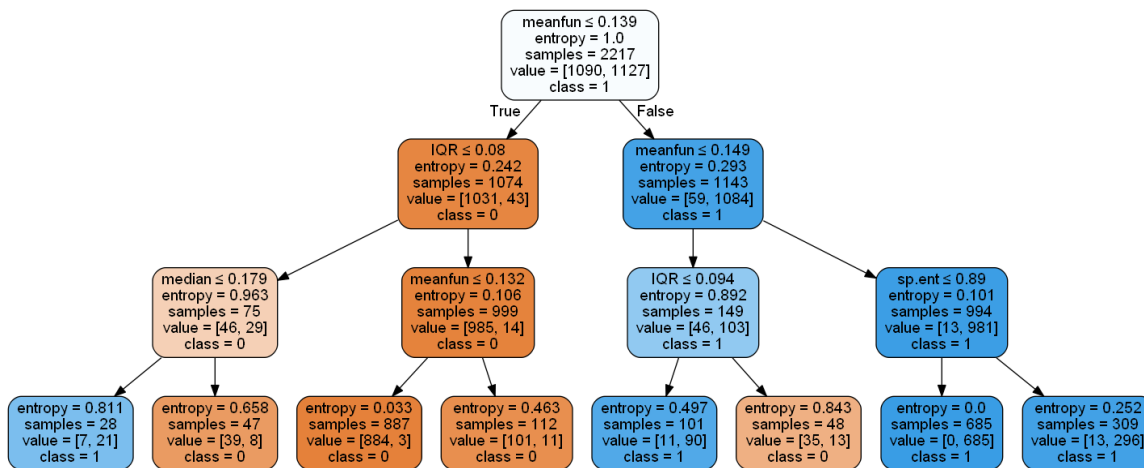 meanfun ≤ 0.139
entropy = 1.0
samples = 2217
value = [1090, 1127]
class = 1
True
False
IQR ≤ 0.08
entropy = 0.242
samples = 1074
value = [1031, 43]
class = 0
meanfun ≤ 0.149
entropy = 0.293
samples = 1143
value = [59, 1084]
class = 1
median ≤ 0.179
entropy = 0.963
samples = 75
value = [46, 29]
class = 0
meanfun ≤ 0.132
entropy = 0.106
samples = 999
value = [985, 14]
class = 0
IQR ≤ 0.094
entropy = 0.892
samples = 149
value = [46, 103]
class = 1
sp.ent ≤ 0.89
entropy = 0.101
samples = 994
value = [13, 981]
class = 1
entropy = 0.811
samples = 28
value = [7, 21]
class = 1
entropy = 0.658
samples = 47
value = [39, 8]
class = 0
entropy = 0.033
samples = 887
value = [884, 3]
class = 0
entropy = 0.463
samples = 112
value = [101, 11]
class = 0
entropy = 0.497
samples = 101
value = [11, 90]
class = 1
entropy = 0.843
samples = 48
value = [35, 13]
class = 0
entropy = 0.0
samples = 685
value = [0, 685]
class = 1
entropy = 0.252
samples = 309
value = [13, 296]
class = 1